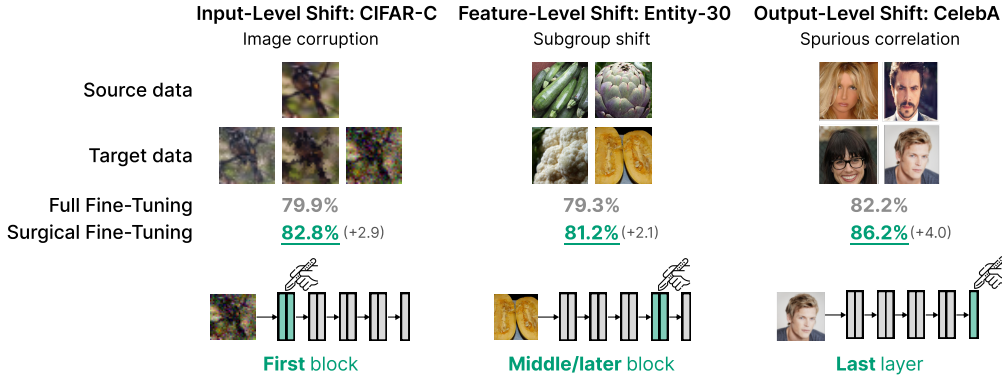 Input-Level Shift: CIFAR-C
Image corruption
Feature-Level Shift: Entity-30
Subgroup shift
Output-Level Shift: CelebA
Spurious correlation
Source data
Target data
Full Fine-Tuning 79.9% 79.3% 82.2%
Surgical Fine-Tuning 82.8% (+2.9) 81.2% (+2.1) 86.2% (+4.0)
First block
Middle/later block
Last layer